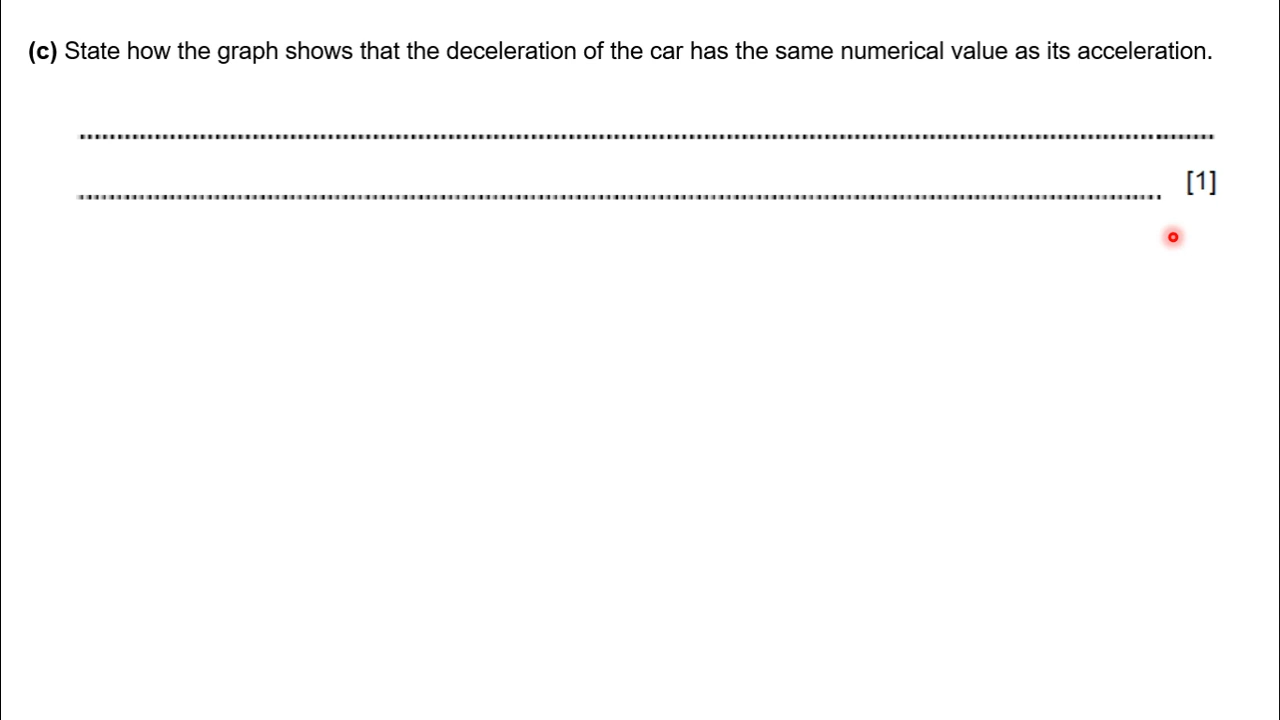 (c) State how the graph shows that the deceleration of the car has the same numerical value as its acceleration.
[1]